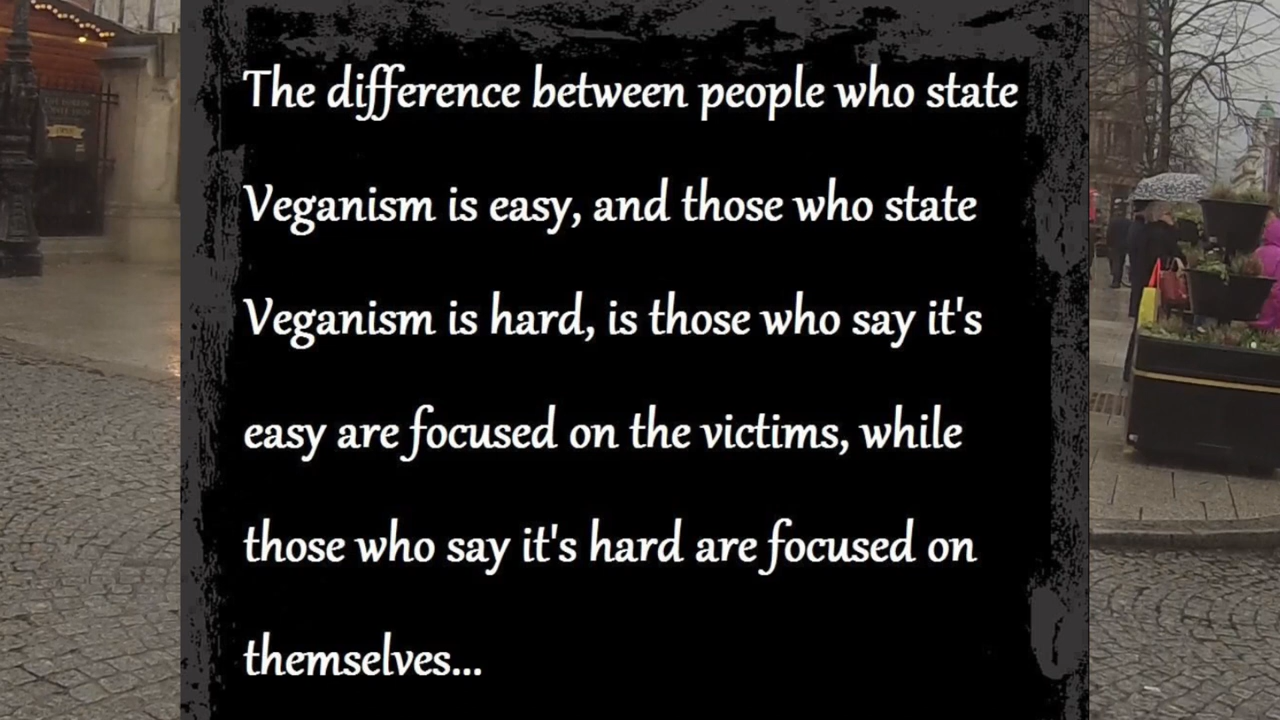 The difference between people who state
Veganism is easy, and those who state
Veganism is hard, is those who say it's
easy are focused on the victims, while
those who say it's hard are focused on
themselves...